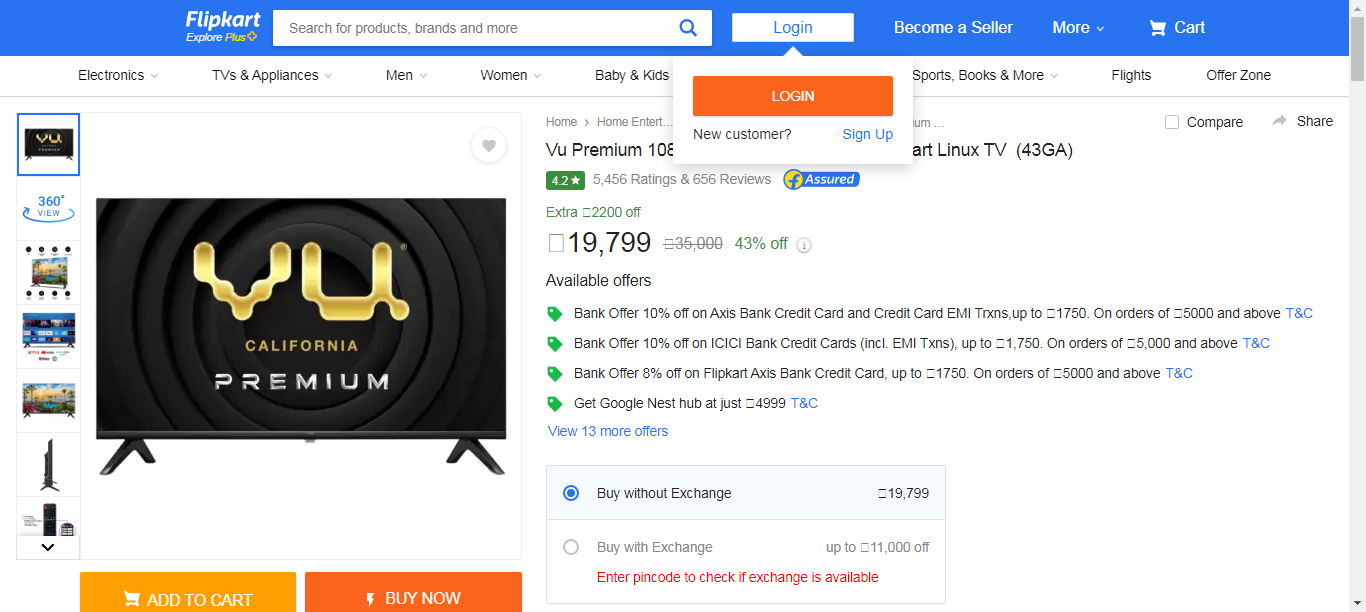 Flipkart
Explore Plus
Search for products, brands and more
Login
Become a Seller
More
Cart
Electronics
TVs & Appliances
Men
Women
Baby & Kids
Sports, Books & More
Flights
Offer Zone
LOGIN
New customer? Sign Up
Home > Home Entert...
ium ...
Compare
Share
Vu Premium 108
art Linux TV (43GA)
4.2★ 5,456 Ratings & 656 Reviews Assured
Extra □2200 off
□19,799 □35,000 43% off
Available offers
Bank Offer 10% off on Axis Bank Credit Card and Credit Card EMI Trxns,up to □1750. On orders of □5000 and above T&C
Bank Offer 10% off on ICICI Bank Credit Cards (incl. EMI Txns), up to □1,750. On orders of □5,000 and above T&C
Bank Offer 8% off on Flipkart Axis Bank Credit Card, up to □1750. On orders of □5000 and above T&C
Get Google Nest hub at just □4999 T&C
View 13 more offers
Buy without Exchange □19,799
Buy with Exchange up to □11,000 off
Enter pincode to check if exchange is available
vu
360°
VIEW
vu®
CALIFORNIA
PREMIUM
ADD TO CART
BUY NOW